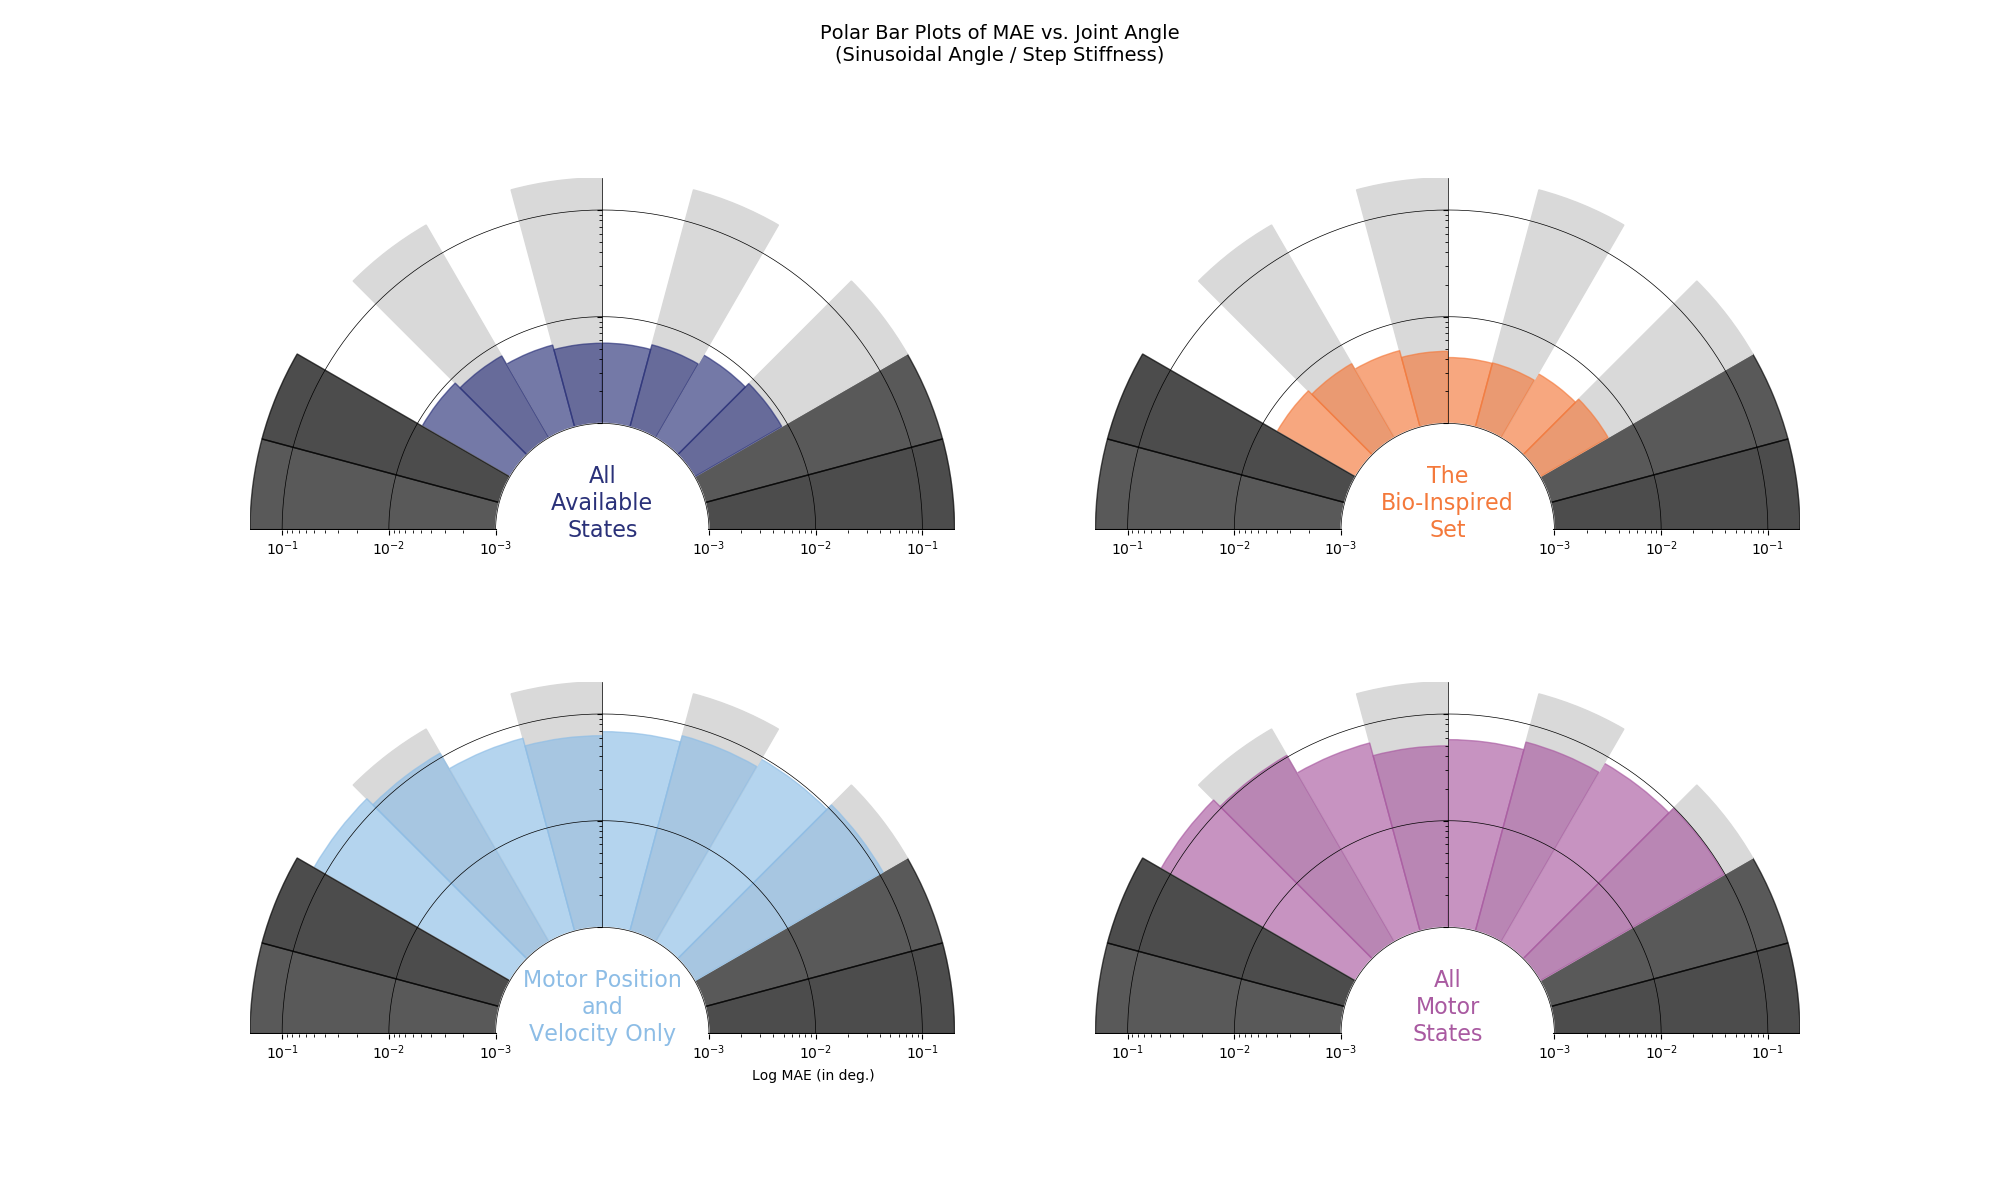 Polar Bar Plots of MAE vs. Joint Angle
(Sinusoidal Angle / Step Stiffness)
All
Available
States
10⁻¹ 10⁻² 10⁻³ 10⁻³ 10⁻² 10⁻¹
The
Bio-Inspired
Set
10⁻¹ 10⁻² 10⁻³ 10⁻³ 10⁻² 10⁻¹
Motor Position
and
Velocity Only
10⁻¹ 10⁻² 10⁻³ 10⁻³ 10⁻² 10⁻¹
Log MAE (in deg.)
All
Motor
States
10⁻¹ 10⁻² 10⁻³ 10⁻³ 10⁻² 10⁻¹